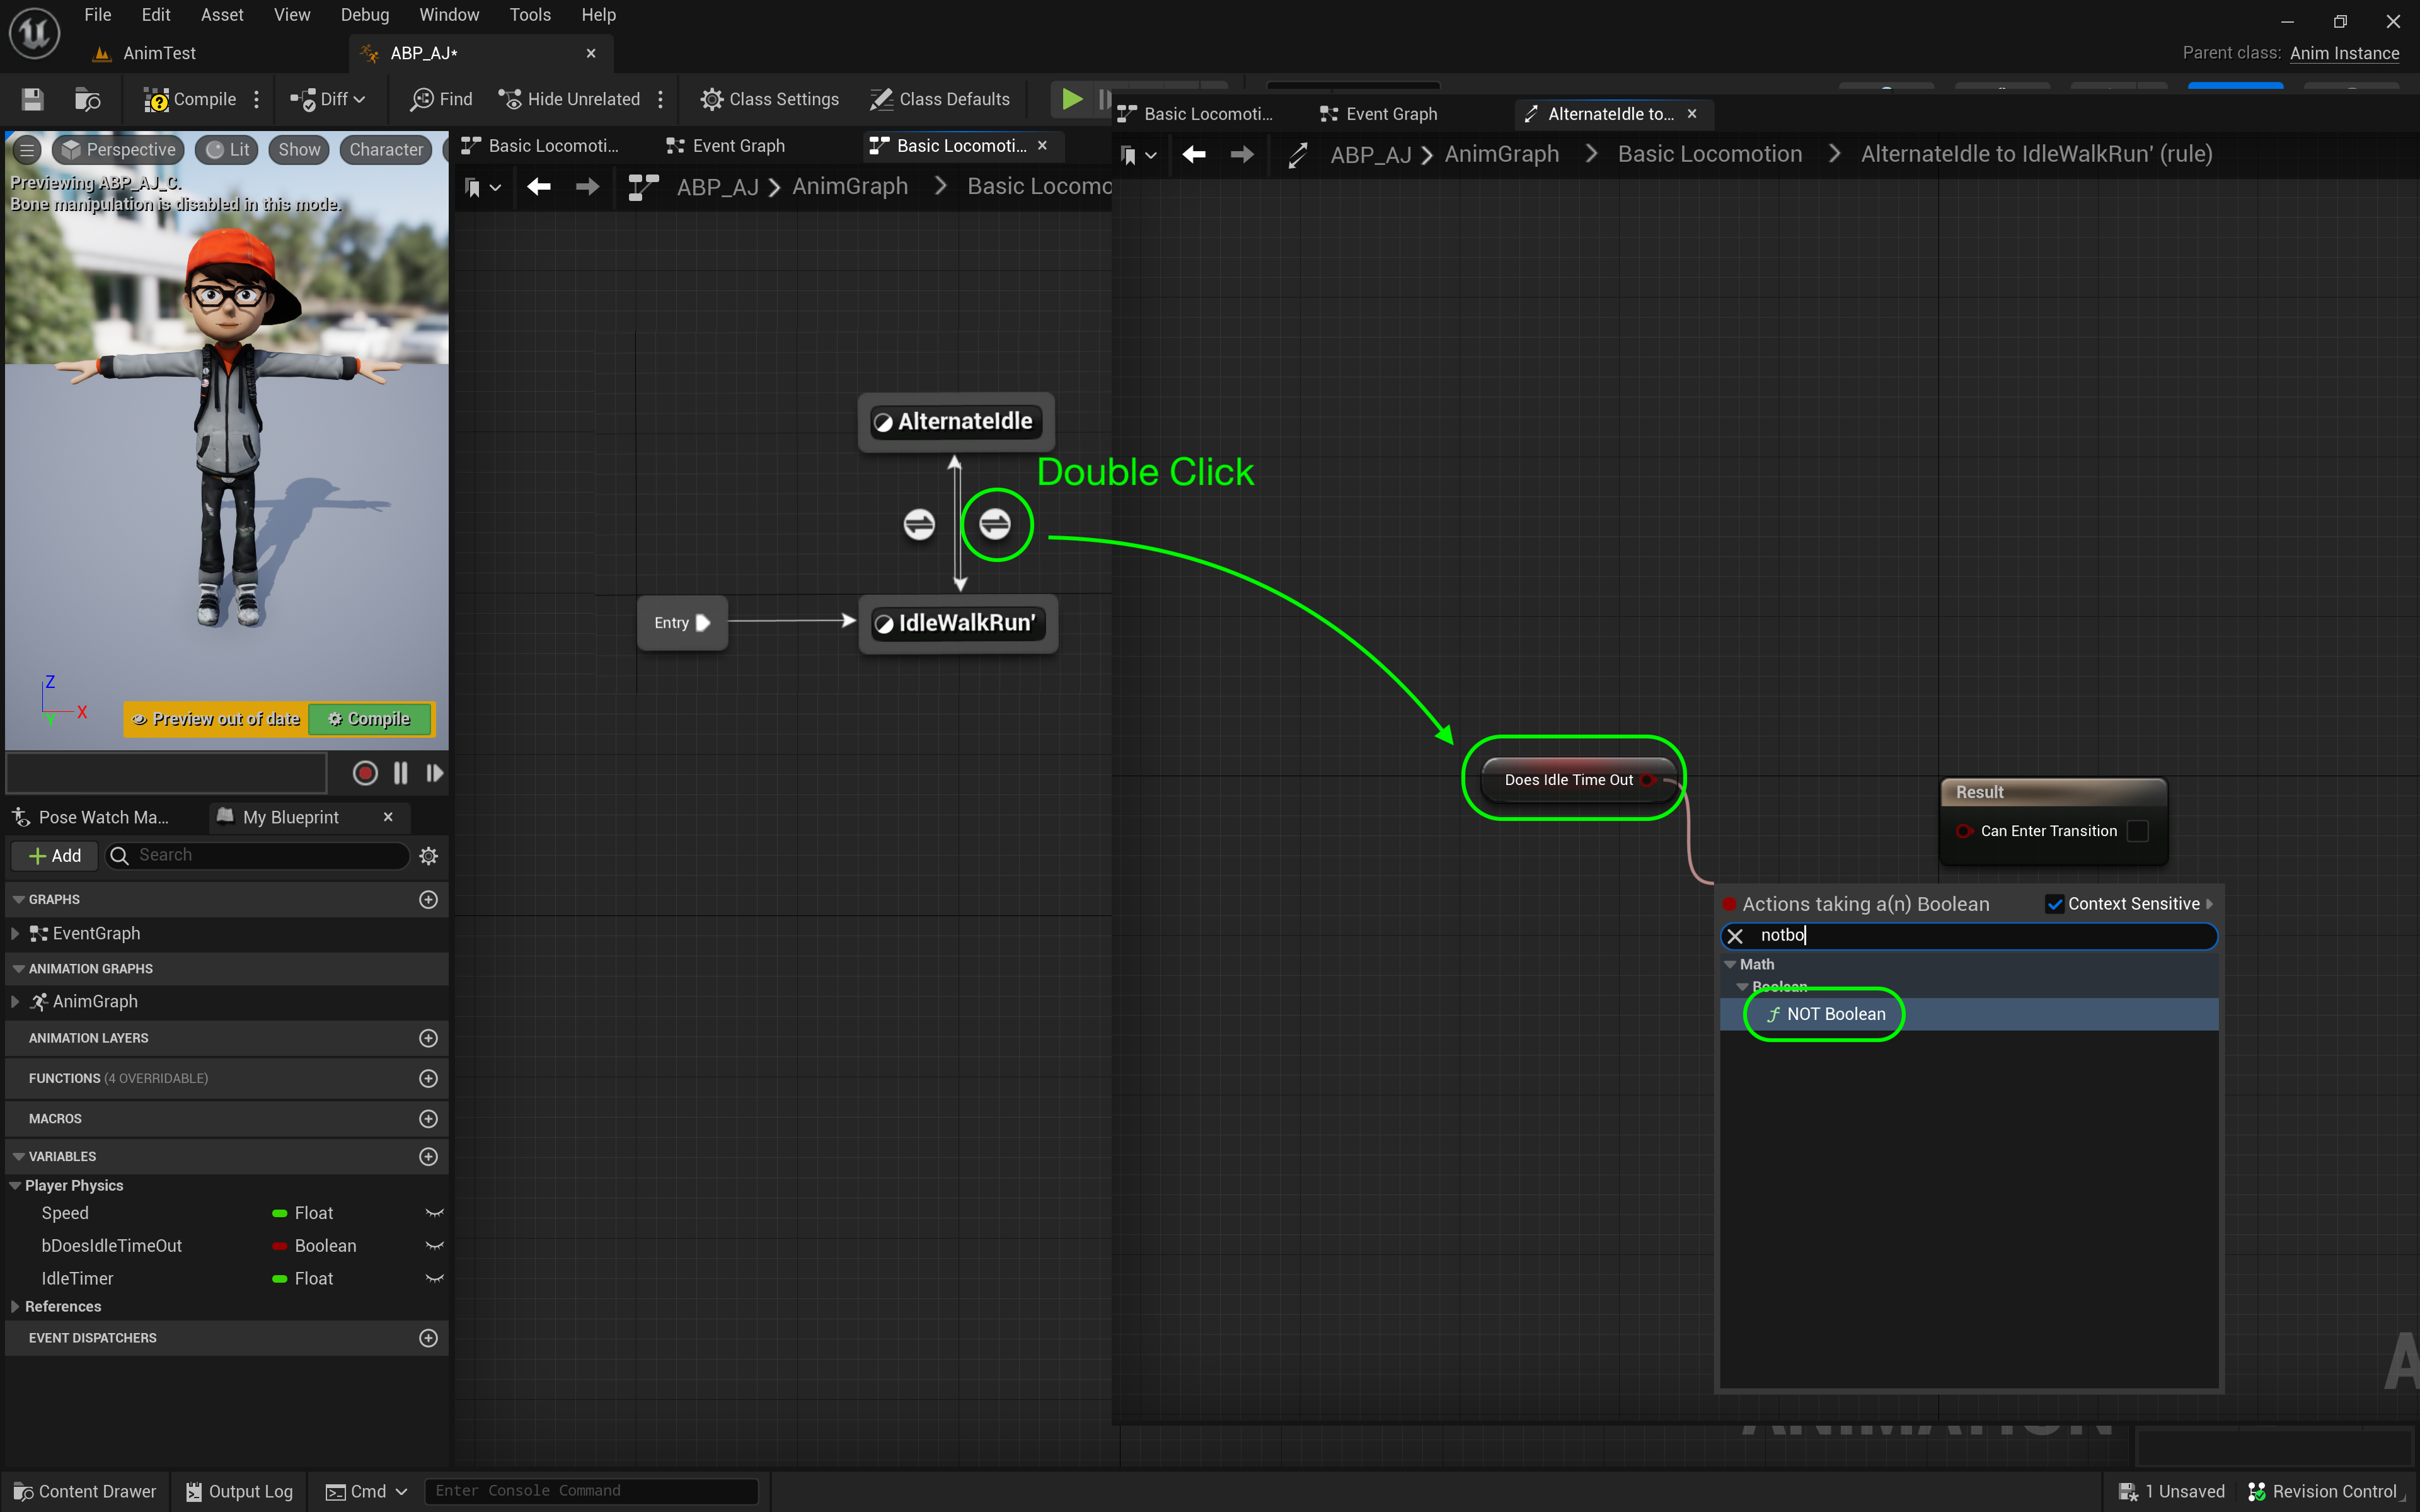 File Edit Asset View Debug Window Tools Help
AnimTest
ABP_AJ*
Parent class: Anim Instance
Compile
Diff
Find
Hide Unrelated
Class Settings
Class Defaults
Perspective Lit Show Character
Previewing ABP_AJ_C.
Bone manipulation is disabled in this mode.
Z
X
Y
Preview out of date Compile
Pose Watch Ma...
My Blueprint
Add
Search
GRAPHS
EventGraph
ANIMATION GRAPHS
AnimGraph
ANIMATION LAYERS
FUNCTIONS (4 OVERRIDABLE)
MACROS
VARIABLES
Player Physics
Speed Float
bDoesIdleTimeOut Boolean
IdleTimer Float
References
EVENT DISPATCHERS
Basic Locomoti...
Event Graph
Basic Locomoti...
ABP_AJ > AnimGraph > Basic Locomo
AlternateIdle
Double Click
Entry
IdleWalkRun'
Basic Locomoti...
Event Graph
AlternateIdle to...
ABP_AJ > AnimGraph > Basic Locomotion > AlternateIdle to IdleWalkRun' (rule)
Does Idle Time Out
Result
Can Enter Transition
Actions taking a(n) Boolean
Context Sensitive
notbo
Math
Boolean
f NOT Boolean
A
ANIMATION
Content Drawer
Output Log
Cmd
Enter Console Command
1 Unsaved
Revision Control